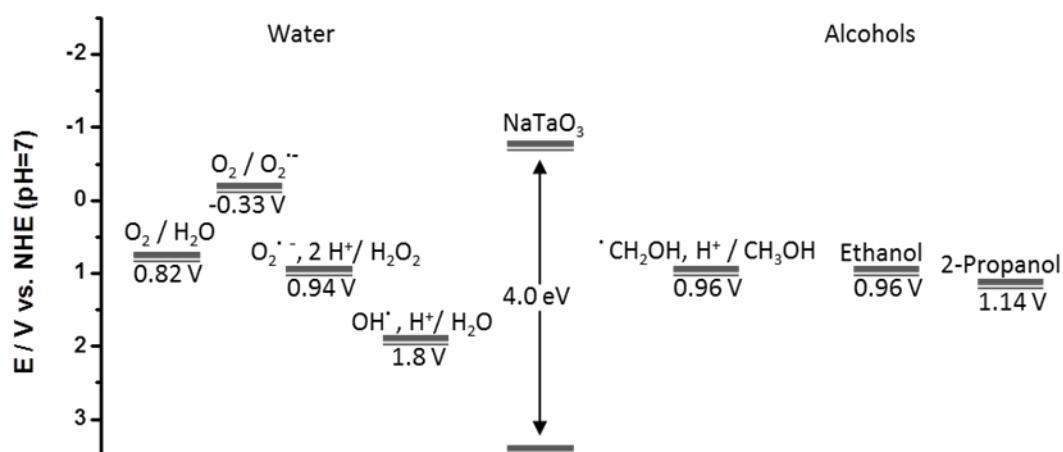 Water
Alcohols
E / V vs. NHE (pH=7)
-2
-1
0
1
2
3
O₂ / O₂˙⁻
-0.33 V
O₂ / H₂O
0.82 V
O₂˙ ⁻, 2 H⁺/ H₂O₂
0.94 V
OH˙, H⁺/ H₂O
1.8 V
NaTaO₃
4.0 eV
˙CH₂OH, H⁺ / CH₃OH
0.96 V
Ethanol
0.96 V
2-Propanol
1.14 V